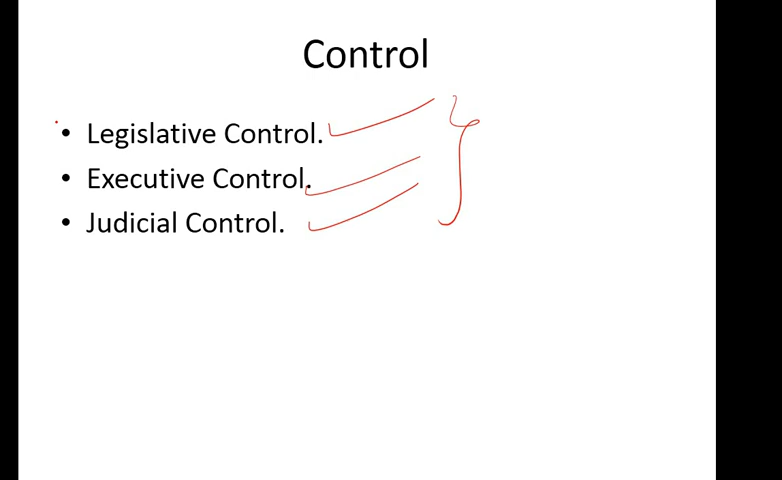 Control
• Legislative Control.
• Executive Control.
• Judicial Control.